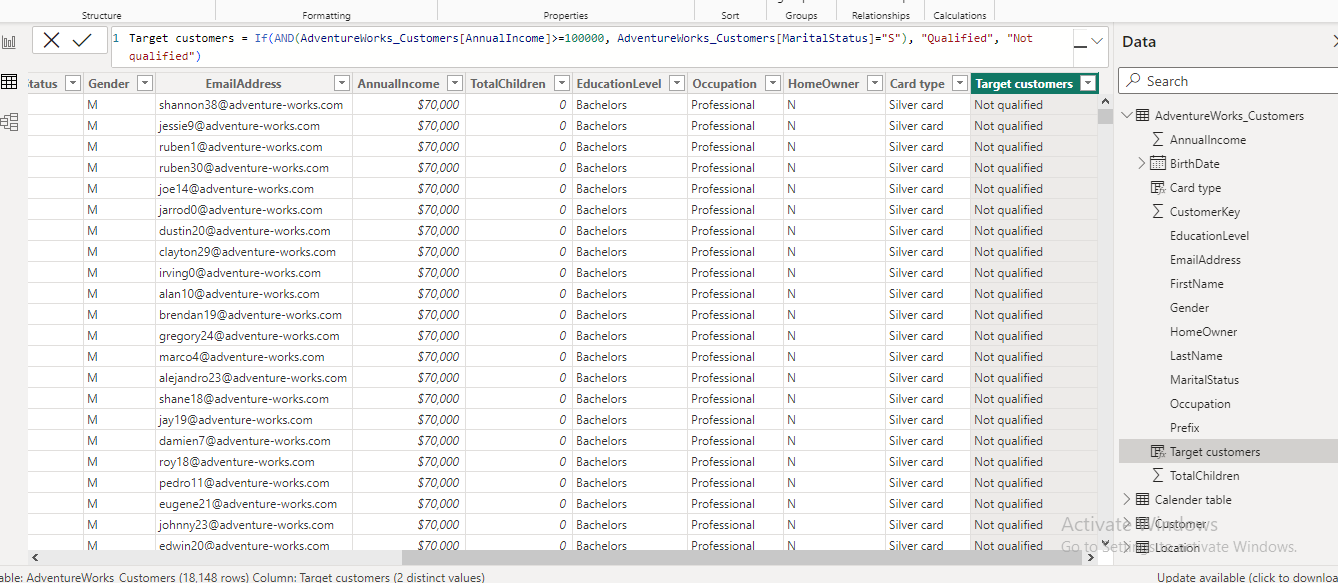 Structure Formatting Properties Sort Groups Relationships Calculations
1 Target customers = If(AND(AdventureWorks_Customers[AnnualIncome]>=100000, AdventureWorks_Customers[MaritalStatus]="S"), "Qualified", "Not
qualified")
tatus Gender EmailAddress AnnualIncome TotalChildren EducationLevel Occupation HomeOwner Card type Target customers
M shannon38@adventure-works.com $70,000 0 Bachelors Professional N Silver card Not qualified
M jessie9@adventure-works.com $70,000 0 Bachelors Professional N Silver card Not qualified
M ruben1@adventure-works.com $70,000 0 Bachelors Professional N Silver card Not qualified
M ruben30@adventure-works.com $70,000 0 Bachelors Professional N Silver card Not qualified
M joe14@adventure-works.com $70,000 0 Bachelors Professional N Silver card Not qualified
M jarrod0@adventure-works.com $70,000 0 Bachelors Professional N Silver card Not qualified
M dustin20@adventure-works.com $70,000 0 Bachelors Professional N Silver card Not qualified
M clayton29@adventure-works.com $70,000 0 Bachelors Professional N Silver card Not qualified
M irving0@adventure-works.com $70,000 0 Bachelors Professional N Silver card Not qualified
M alan10@adventure-works.com $70,000 0 Bachelors Professional N Silver card Not qualified
M brendan19@adventure-works.com $70,000 0 Bachelors Professional N Silver card Not qualified
M gregory24@adventure-works.com $70,000 0 Bachelors Professional N Silver card Not qualified
M marco4@adventure-works.com $70,000 0 Bachelors Professional N Silver card Not qualified
M alejandro23@adventure-works.com $70,000 0 Bachelors Professional N Silver card Not qualified
M shane18@adventure-works.com $70,000 0 Bachelors Professional N Silver card Not qualified
M jay19@adventure-works.com $70,000 0 Bachelors Professional N Silver card Not qualified
M damien7@adventure-works.com $70,000 0 Bachelors Professional N Silver card Not qualified
M roy18@adventure-works.com $70,000 0 Bachelors Professional N Silver card Not qualified
M pedro11@adventure-works.com $70,000 0 Bachelors Professional N Silver card Not qualified
M eugene21@adventure-works.com $70,000 0 Bachelors Professional N Silver card Not qualified
M johnny23@adventure-works.com $70,000 0 Bachelors Professional N Silver card Not qualified
M edwin20@adventure-works.com $70,000 0 Bachelors Professional N Silver card Not qualified
Data
Search
AdventureWorks_Customers
AnnualIncome
BirthDate
Card type
CustomerKey
EducationLevel
EmailAddress
FirstName
Gender
HomeOwner
LastName
MaritalStatus
Occupation
Prefix
Target customers
TotalChildren
Calender table
Customer
Location
Activate Windows
Go to Settings to activate Windows.
able: AdventureWorks_Customers (18,148 rows) Column: Target customers (2 distinct values)
Update available (click to downloa